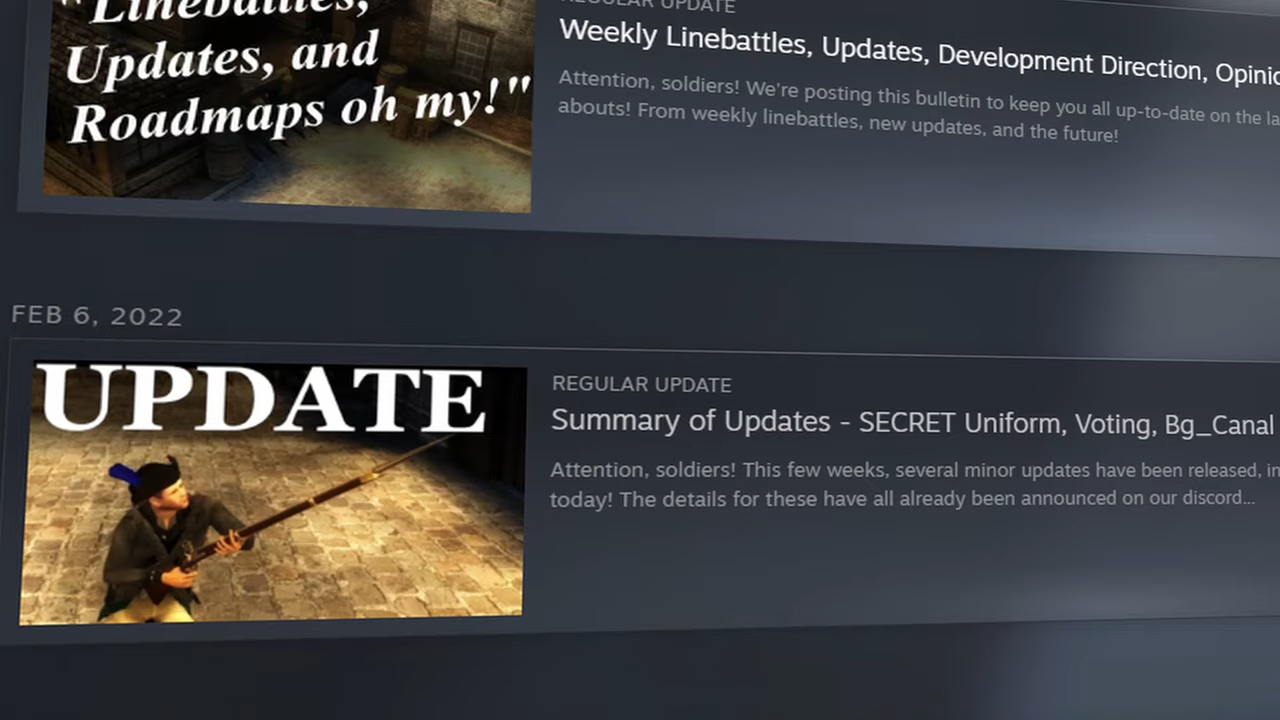 "Linebattles,
Updates, and
Roadmaps oh my!"
REGULAR UPDATE
Weekly Linebattles, Updates, Development Direction,
Attention, soldiers! We're posting this bulletin to keep you all up-to-date on the
abouts! From weekly linebattles, new updates, and the future!
FEB 6, 2022
UPDATE
REGULAR UPDATE
Summary of Updates - SECRET Uniform, Voting, Bg_Canal
Attention, soldiers! This few weeks, several minor updates have been released,
today! The details for these have all already been announced on our discord...